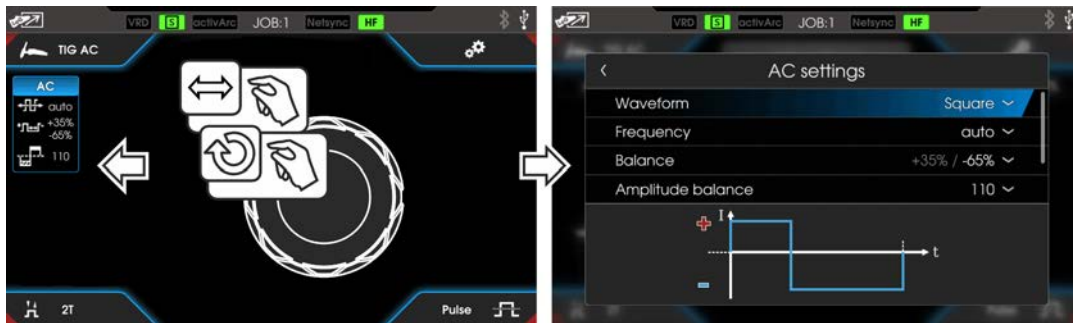 VRD S activArc JOB:1 Netsync HF
TIG AC
AC
auto
+35%
-65%
110
2T
Pulse
VRD S activArc JOB:1 Netsync HF
AC settings
Waveform Square
Frequency auto
Balance +35% / -65%
Amplitude balance 110
+ I
t
-
Pulse